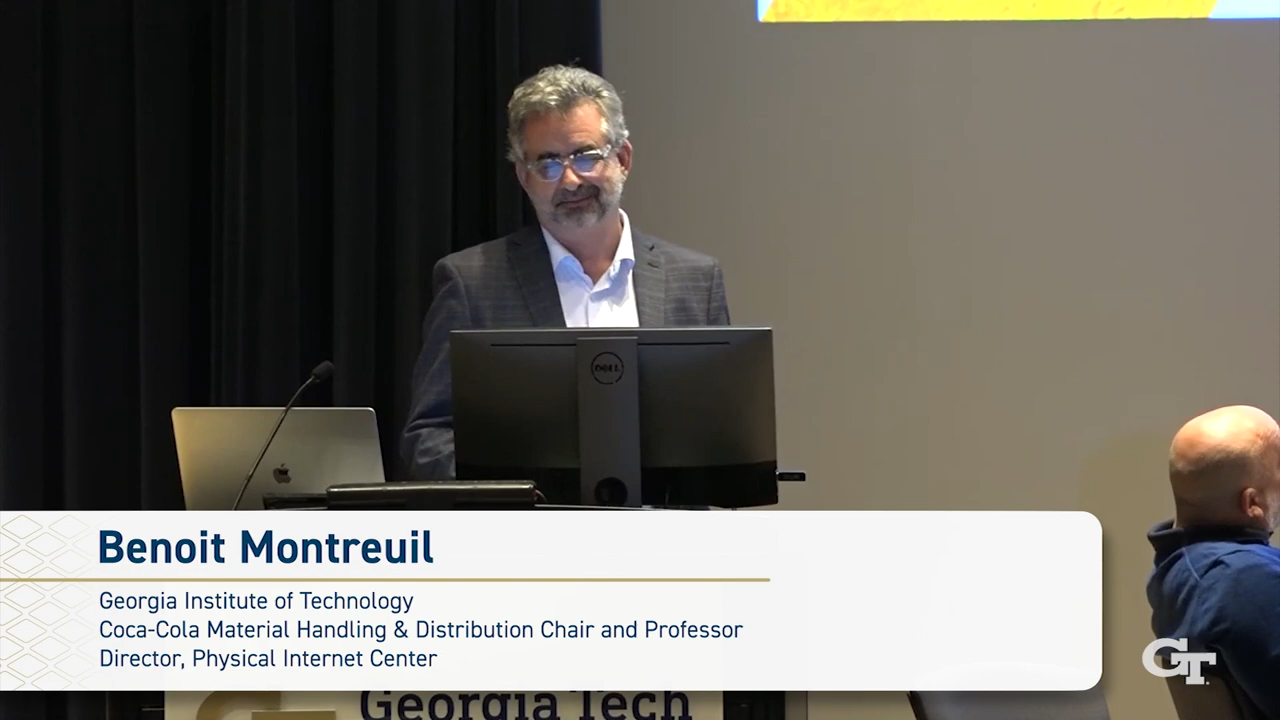 DELL
Benoit Montreuil
Georgia Institute of Technology
Coca-Cola Material Handling & Distribution Chair and Professor
Director, Physical Internet Center
GT
Georgia Tech